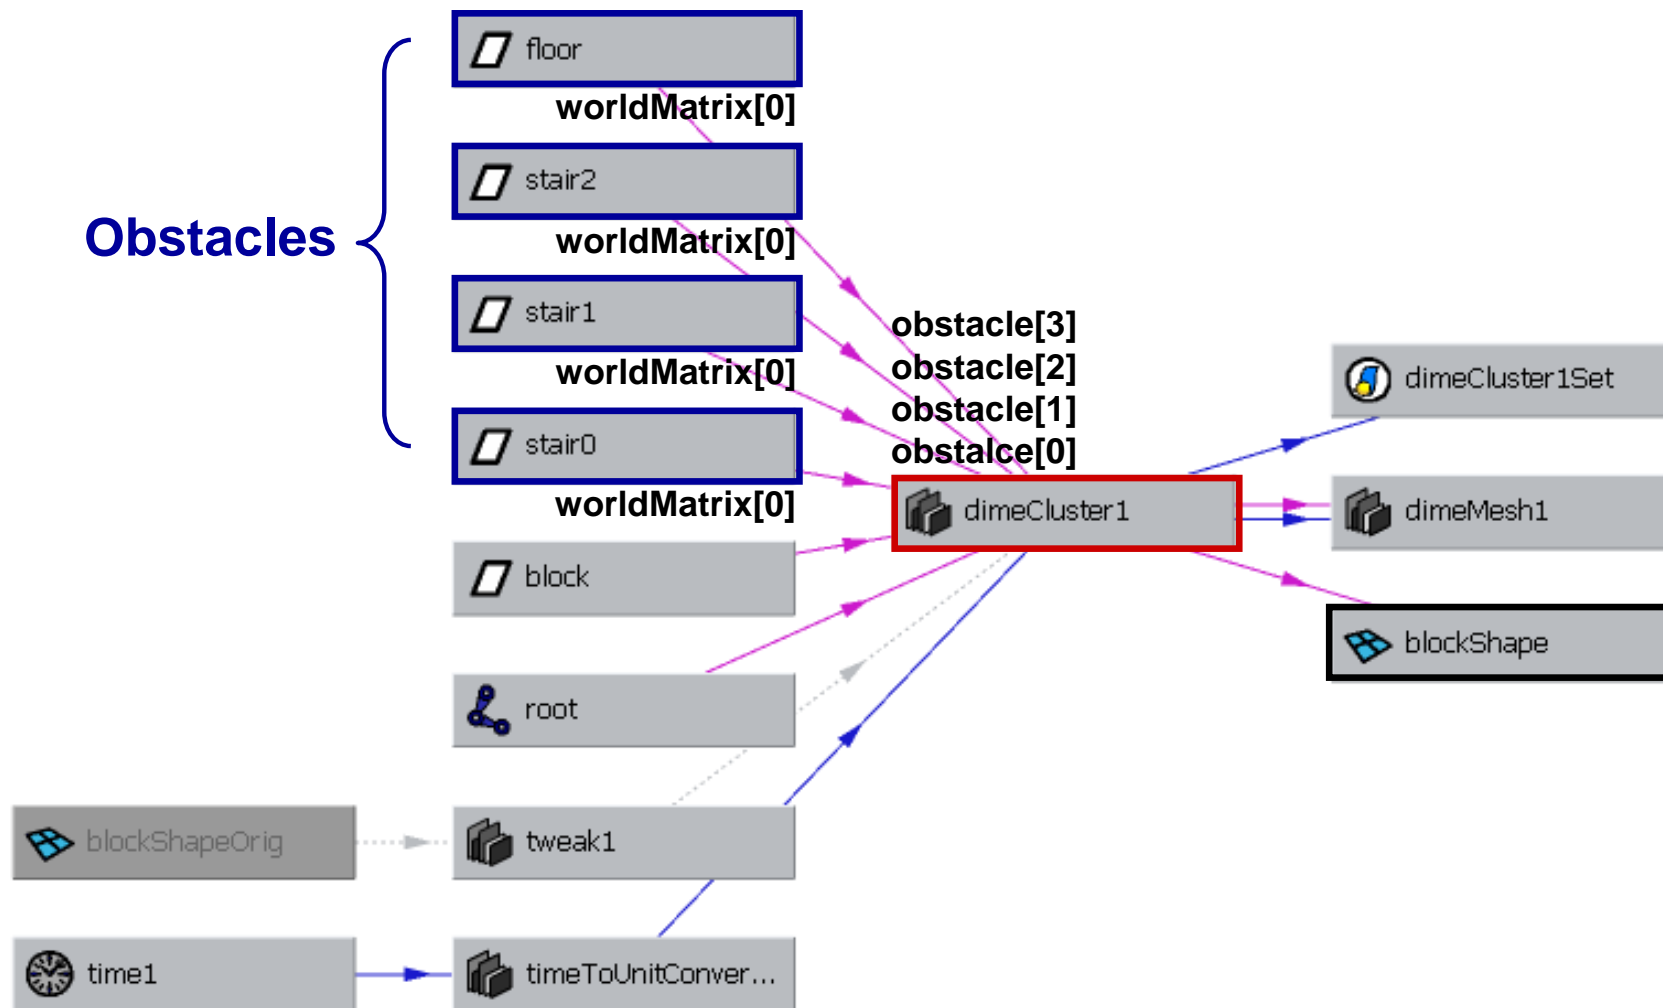 floor
worldMatrix[0]
stair2
worldMatrix[0]
Obstacles
stair1
worldMatrix[0]
stair0
worldMatrix[0]
obstacle[3]
obstacle[2]
obstacle[1]
obstalce[0]
dimeCluster1
dimeCluster1Set
dimeMesh1
blockShape
block
root
blockShapeOrig
tweak1
time1
timeToUnitConver...